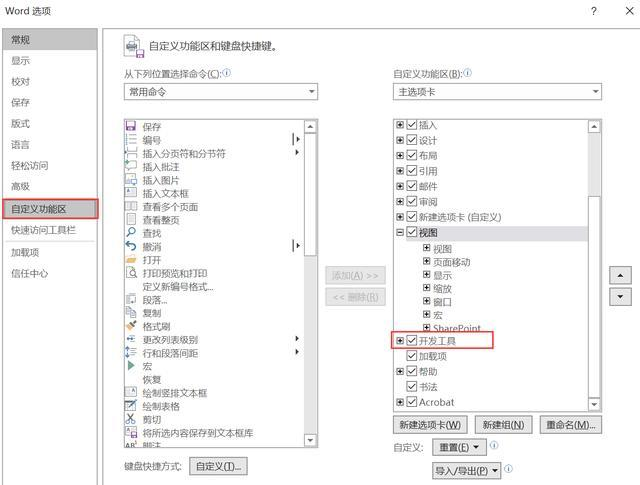 Word 选项
?
常规
显示
校对
保存
版式
语言
轻松访问
高级
自定义功能区
快速访问工具栏
加载项
信任中心
自定义功能区和键盘快捷键。
从下列位置选择命令(C):
常用命令
保存
编号
插入分页符和分节符
插入批注
插入图片
插入文本框
查看多个页面
查看整页
查找
撤消
打开
打印预览和打印
定义新编号格式...
段落...
复制
格式刷
更改列表级别
行和段落间距
宏
恢复
绘制竖排文本框
绘制表格
剪切
将所选内容保存到文本框库
脚注
键盘快捷方式: 自定义(T)...
添加(A) >>
<< 删除(R)
自定义功能区(B):
主选项卡
插入
设计
布局
引用
邮件
审阅
新建选项卡 (自定义)
视图
视图
页面移动
显示
缩放
窗口
宏
SharePoint
开发工具
加载项
帮助
书法
Acrobat
新建选项卡(W) 新建组(N) 重命名(M)...
自定义: 重置(E)
导入/导出(P)